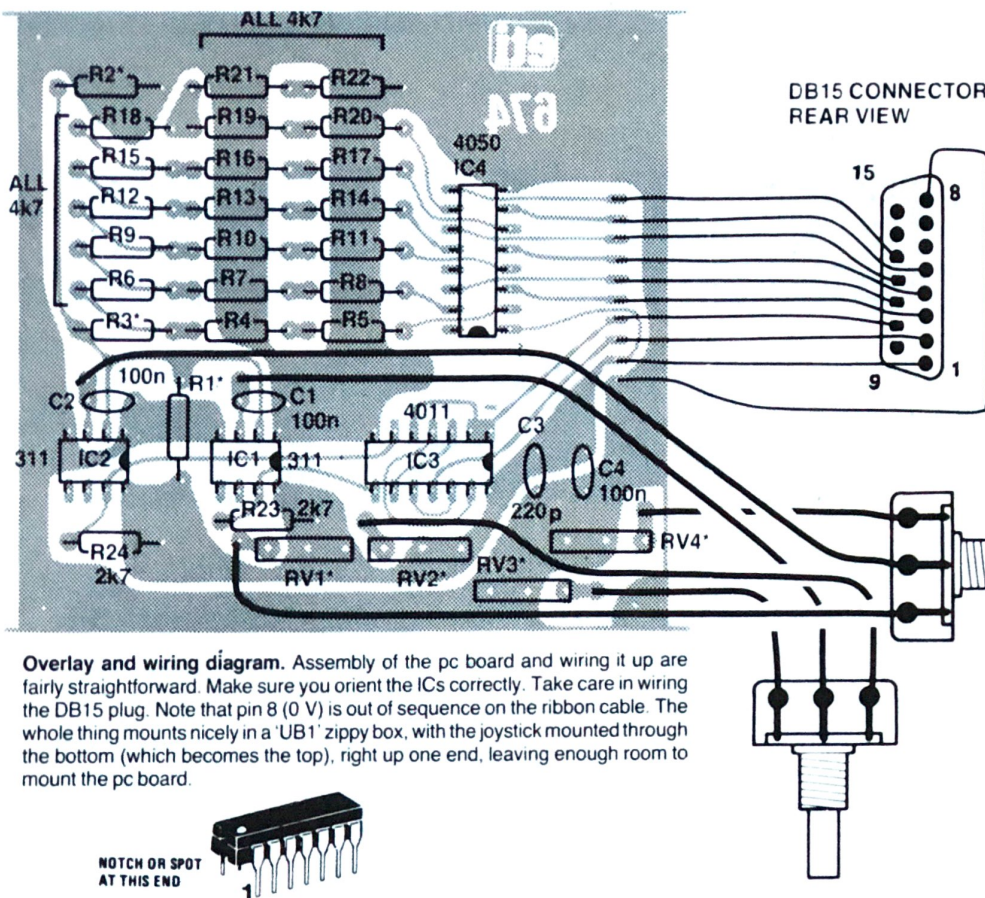 ALL 4k7
eti
674
R2*
R21
R22
R18
R19
R20
R15
R16
R17
ALL
4k7
R12
R13
R14
R9
R10
R11
R6
R7
R8
R3*
R4
R5
4050
IC4
DB15 CONNECTOR
REAR VIEW
15
8
9
1
100n
C2
R1*
C1
100n
4011
C3
311
IC2
IC1
311
IC3
C4
100n
220p
R23
2k7
R24
2k7
RV1*
RV2*
RV3*
RV4*
Overlay and wiring diagram. Assembly of the pc board and wiring it up are
fairly straightforward. Make sure you orient the ICs correctly. Take care in wiring
the DB15 plug. Note that pin 8 (0 V) is out of sequence on the ribbon cable. The
whole thing mounts nicely in a 'UB1' zippy box, with the joystick mounted through
the bottom (which becomes the top), right up one end, leaving enough room to
mount the pc board.
NOTCH OR SPOT
AT THIS END
1